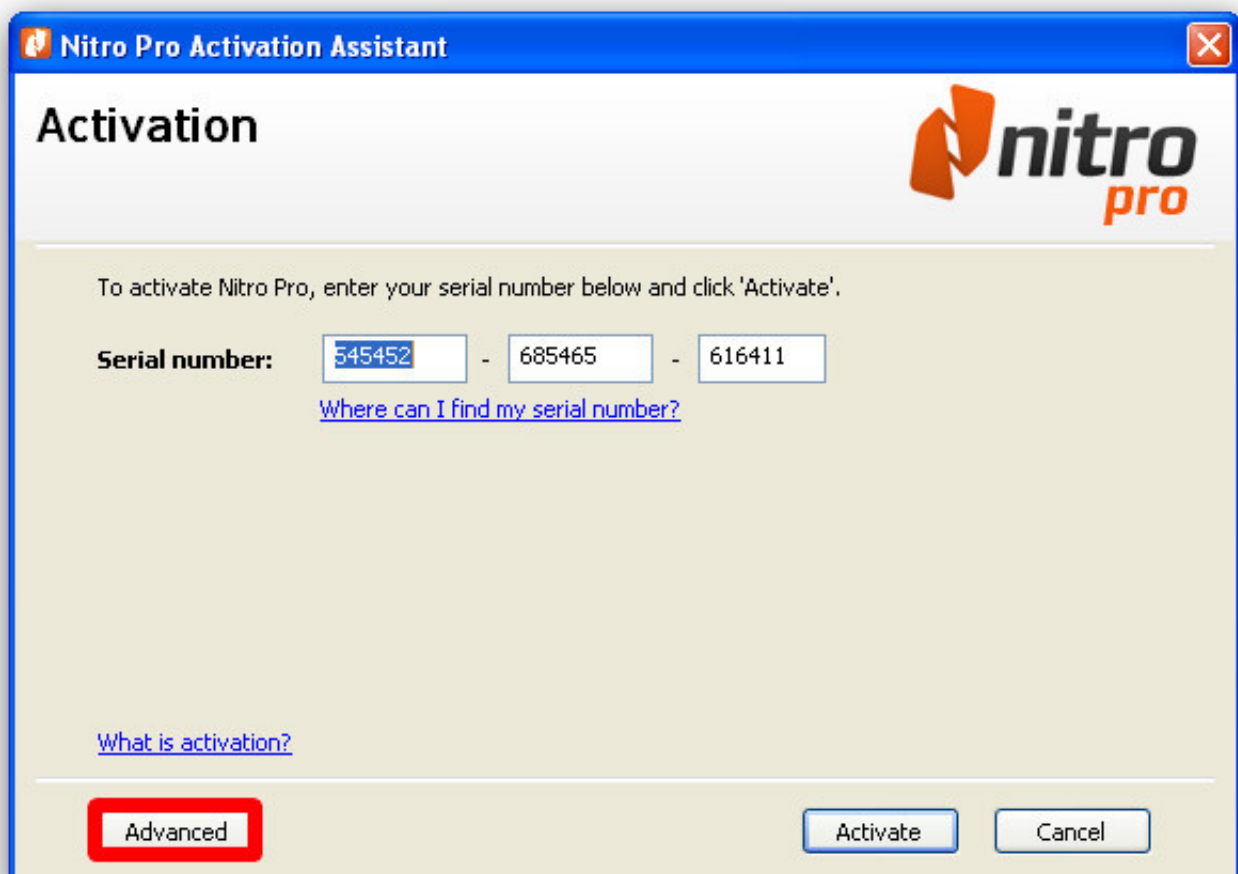 Nitro Pro Activation Assistant
Activation
nitro
pro
To activate Nitro Pro, enter your serial number below and click 'Activate'.
Serial number: 545452 - 685465 - 616411
Where can I find my serial number?
What is activation?
Advanced Activate Cancel